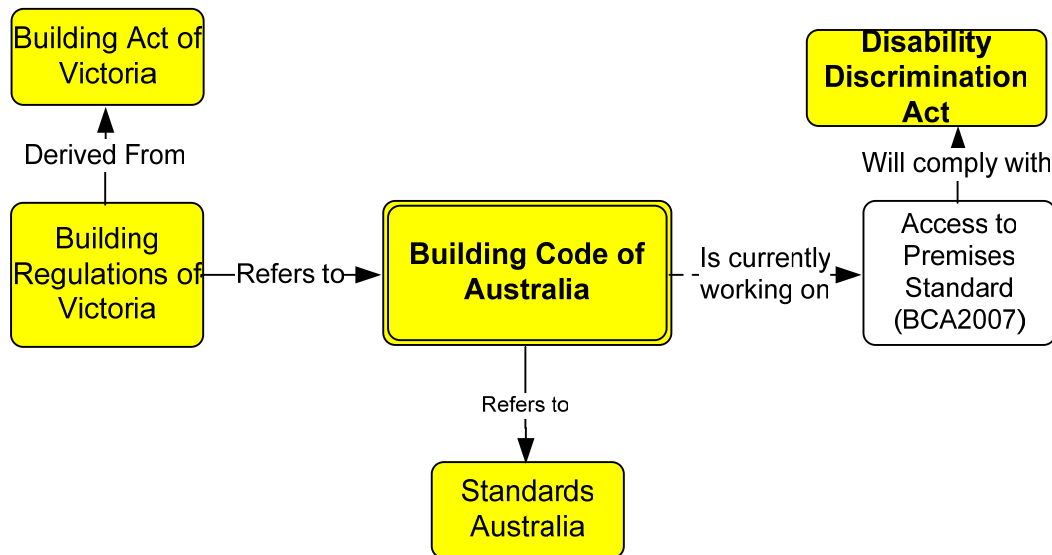 Building Act of
Victoria
Disability
Discrimination
Act
Derived From
Will comply with
Building
Regulations of
Victoria
Refers to
Building Code of
Australia
Is currently
working on
Access to
Premises
Standard
(BCA2007)
Refers to
Standards
Australia